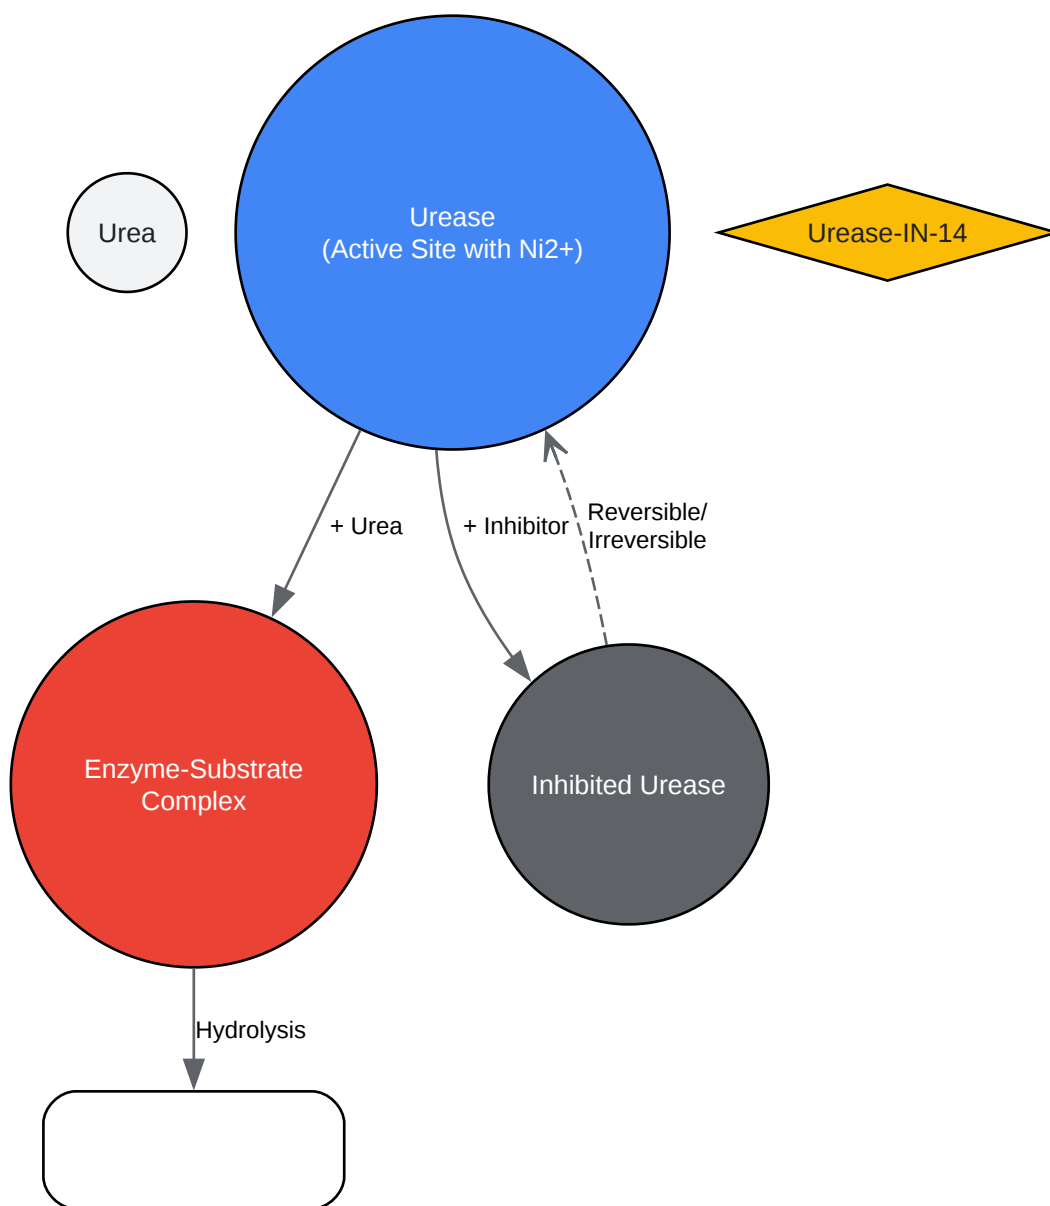 Urea
Urease
(Active Site with Ni2+)
Urease-IN-14
+ Urea
+ Inhibitor
Reversible/
Irreversible
Enzyme-Substrate
Complex
Inhibited Urease
Hydrolysis